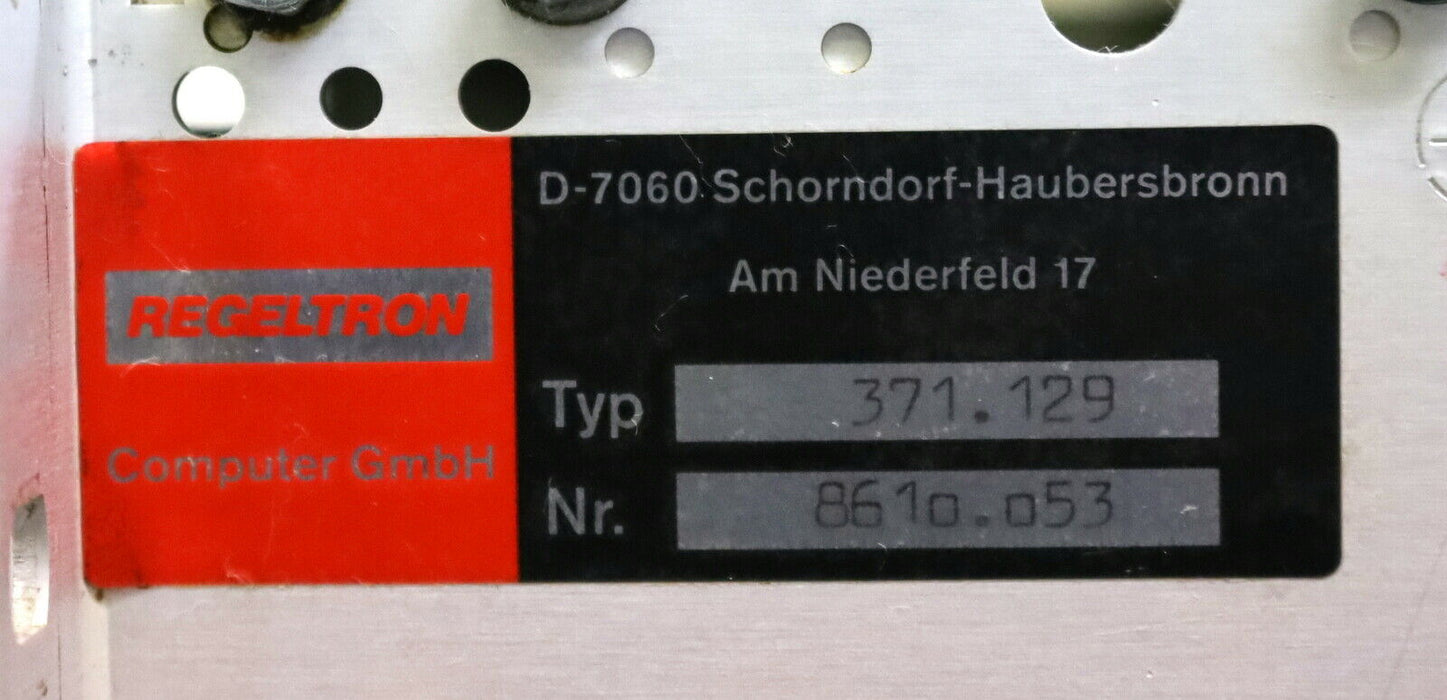 REGELTRON
Computer GmbH
D-7060 Schorndorf-Haubersbronn
Am Niederfeld 17
Typ 371.129
Nr. 861o.o53